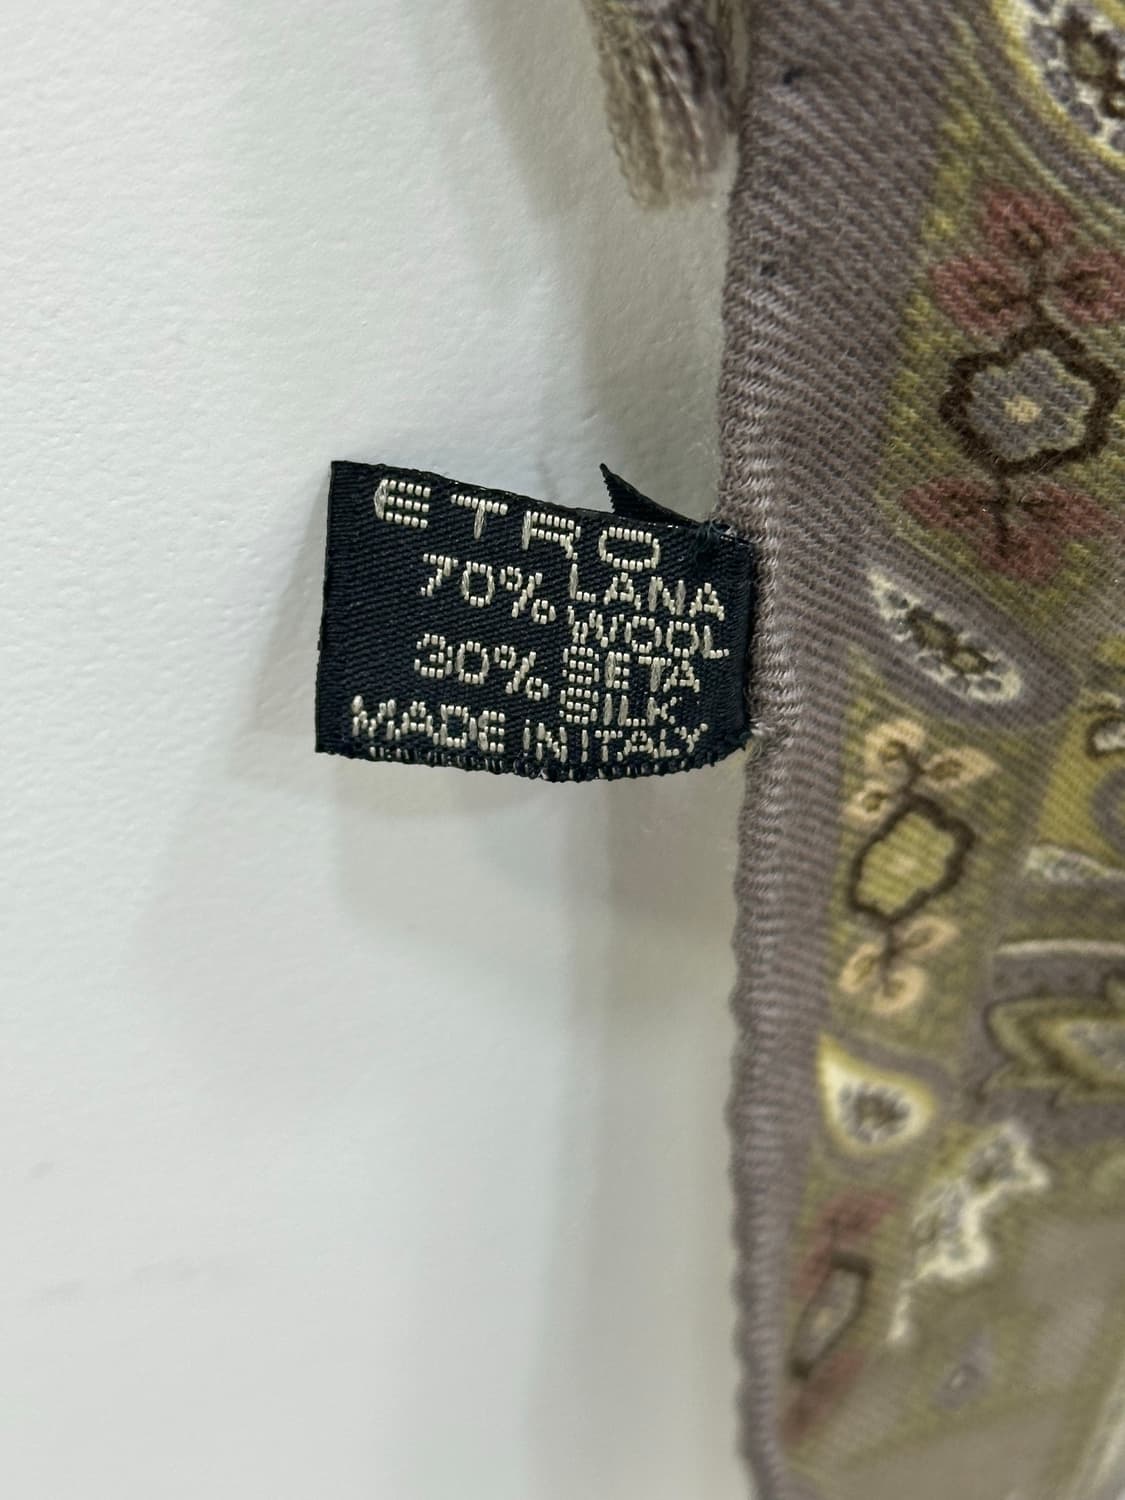 ETRO
70% LANA
WOOL
30% SETA
SILK
MADE IN ITALY